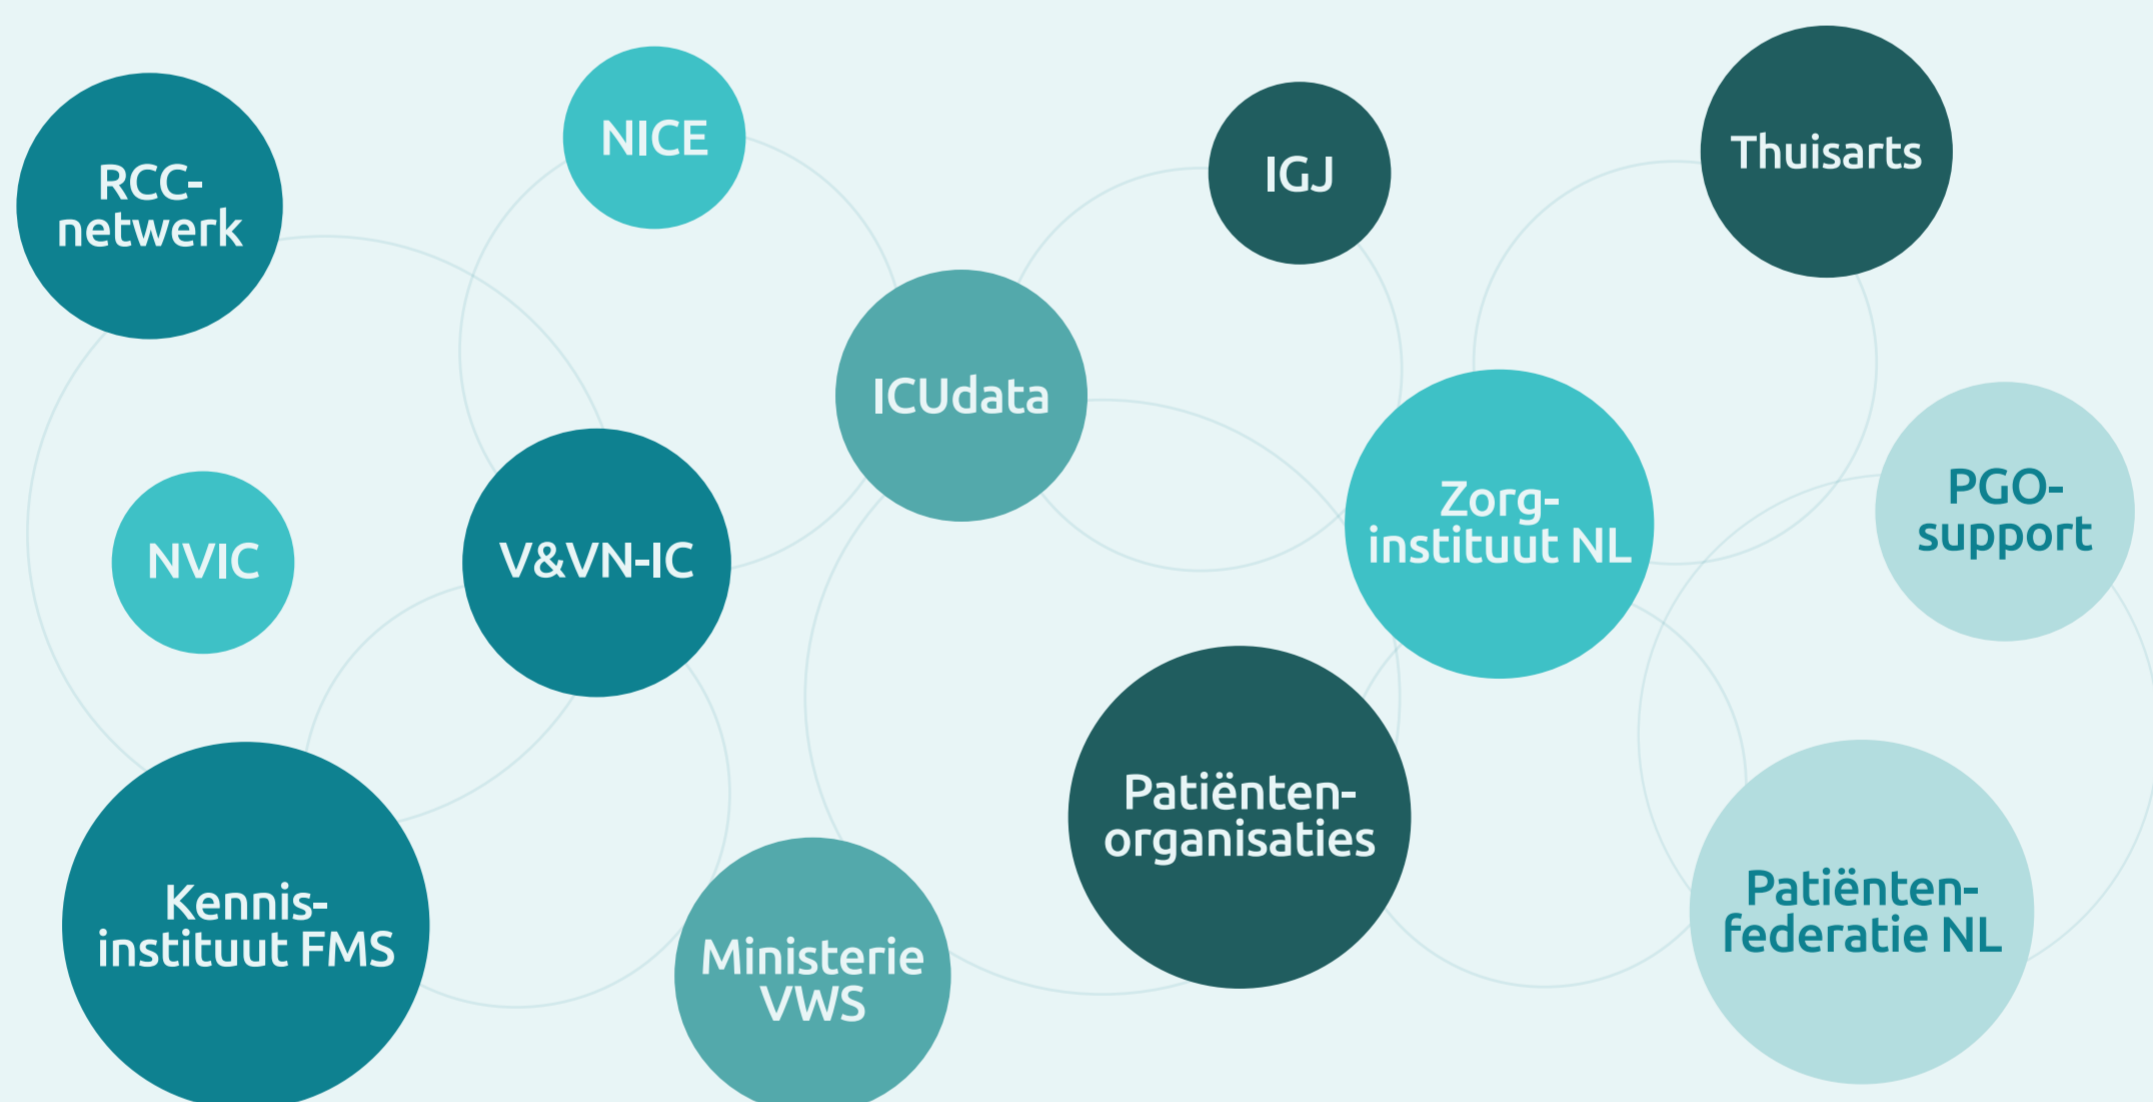 RCC-
netwerk
NICE
IGJ
Thuisarts
ICUdata
NVIC
V&VN-IC
Zorg-
instituut NL
PGO-
support
Kennis-
instituut FMS
Ministerie
VWS
Patiënten-
organisaties
Patiënten-
federatie NL